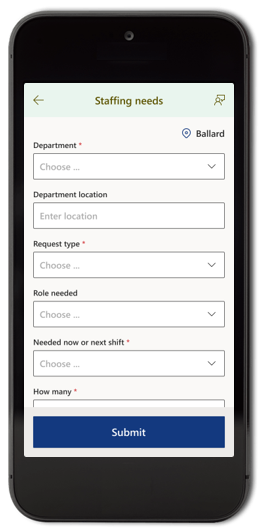 Staffing needs
Ballard
Department *
Choose ...
Department location
Enter location
Request type *
Choose ...
Role needed
Choose ...
Needed now or next shift *
Choose ...
How many *
Submit